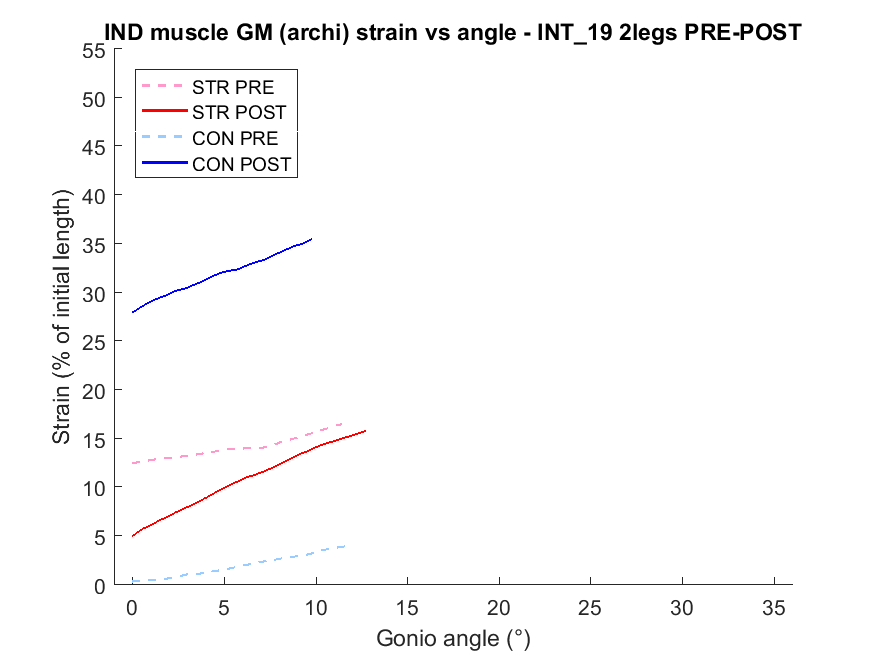 IND muscle GM (archi) strain vs angle - INT_19 2legs PRE-POST
55
50
45
40
35
30
25
20
15
10
5
0
Strain (% of initial length)
STR PRE
STR POST
CON PRE
CON POST
0 5 10 15 20 25 30 35
Gonio angle (°)